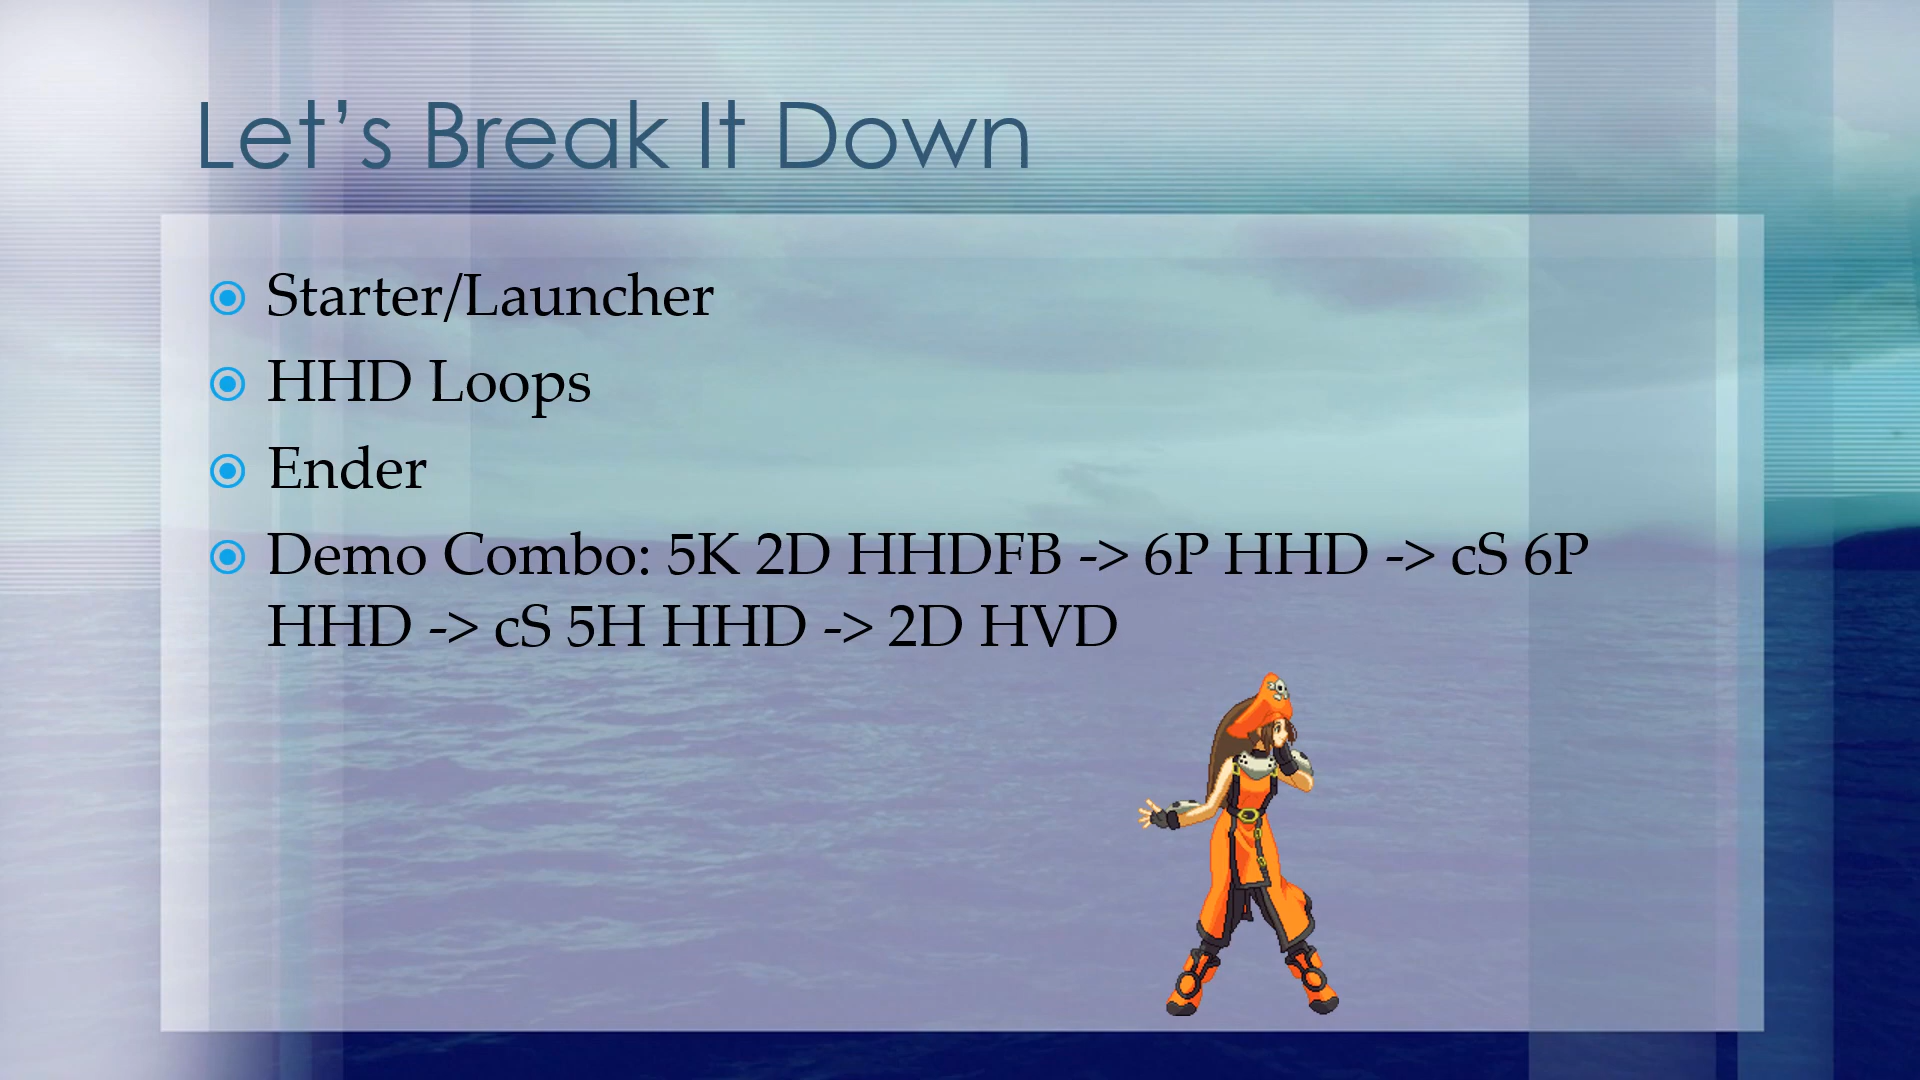 Let’s Break It Down
Starter/Launcher
HHD Loops
Ender
Demo Combo: 5K 2D HHDFB -> 6P HHD -> cS 6P
HHD -> cS 5H HHD -> 2D HVD